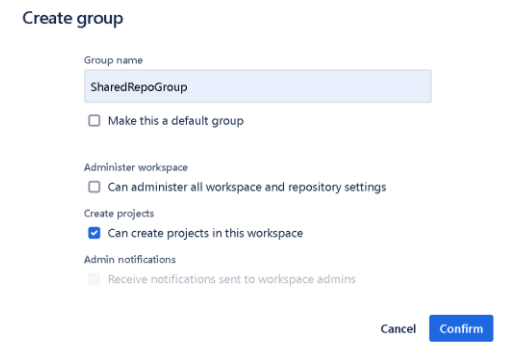 Create group
Group name
SharedRepoGroup
Make this a default group
Administer workspace
Can administer all workspace and repository settings
Create projects
Can create projects in this workspace
Admin notifications
Receive notifications sent to workspace admins
Cancel Confirm